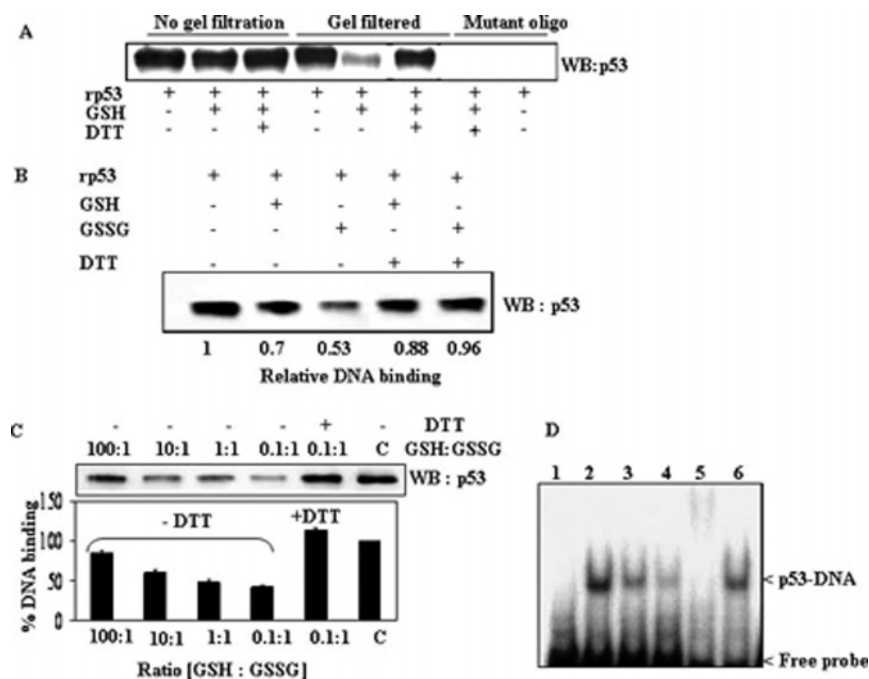 A
No gel filtration Gel filtered Mutant oligo
WB:p53
rp53 + + + + + + + +
GSH - + + - + + + -
DTT - - + - - + + -
B
rp53 + + + + +
GSH - + - + -
GSSG - - + - +
DTT - - - + +
WB : p53
1 0.7 0.53 0.88 0.96
Relative DNA binding
C
- - - - + - DTT
100:1 10:1 1:1 0.1:1 0.1:1 C GSH:GSSG
WB : p53
% DNA binding
150
100
50
0
- DTT +DTT
100:1 10:1 1:1 0.1:1 0.1:1 C
Ratio [GSH : GSSG]
D
1 2 3 4 5 6
< p53-DNA
< Free probe